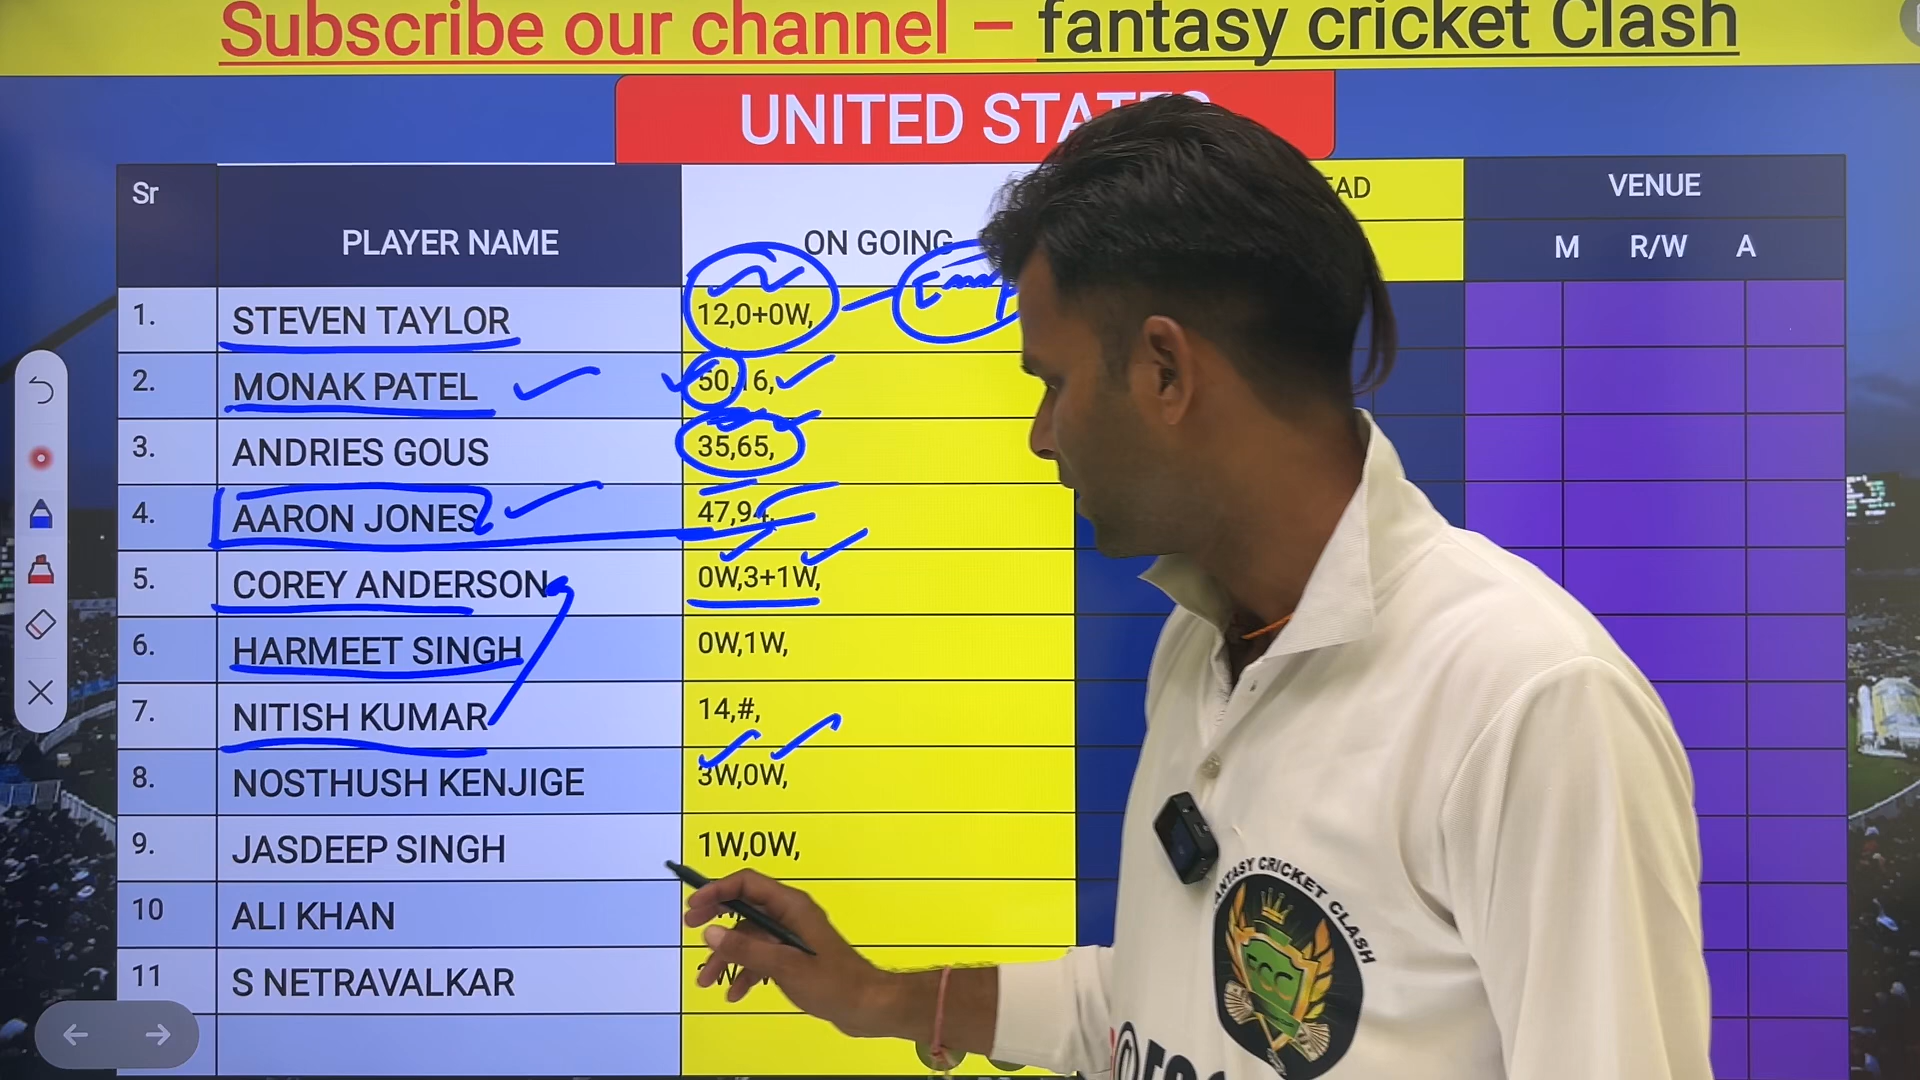 Subscribe our channel – fantasy cricket Clash
UNITED
Sr PLAYER NAME ON GOING VENUE
M R/W A
1. STEVEN TAYLOR 12,0+0W,
2. MONAK PATEL 50,16,
3. ANDRIES GOUS 35,65,
4. AARON JONES 47,94,
5. COREY ANDERSON 0W,3+1W,
6. HARMEET SINGH 0W,1W,
7. NITISH KUMAR 14,#,
8. NOSTHUSH KENJIGE 3W,0W,
9. JASDEEP SINGH 1W,0W,
10 ALI KHAN
11 S NETRAVALKAR
FANTASY CRICKET CLASH
FCC